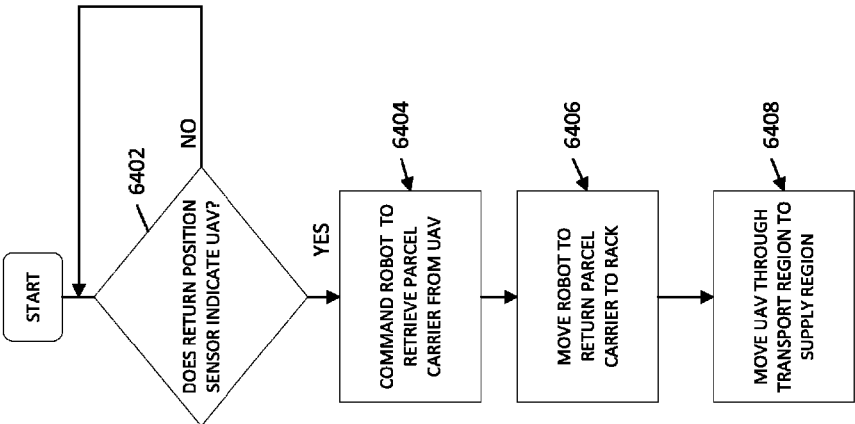 START
6402
DOES RETURN POSITION
SENSOR INDICATE UAV?
NO
YES
6404
COMMAND ROBOT TO
RETRIEVE PARCEL
CARRIER FROM UAV
6406
MOVE ROBOT TO
RETURN PARCEL
CARRIER TO RACK
6408
MOVE UAV THROUGH
TRANSPORT REGION TO
SUPPLY REGION